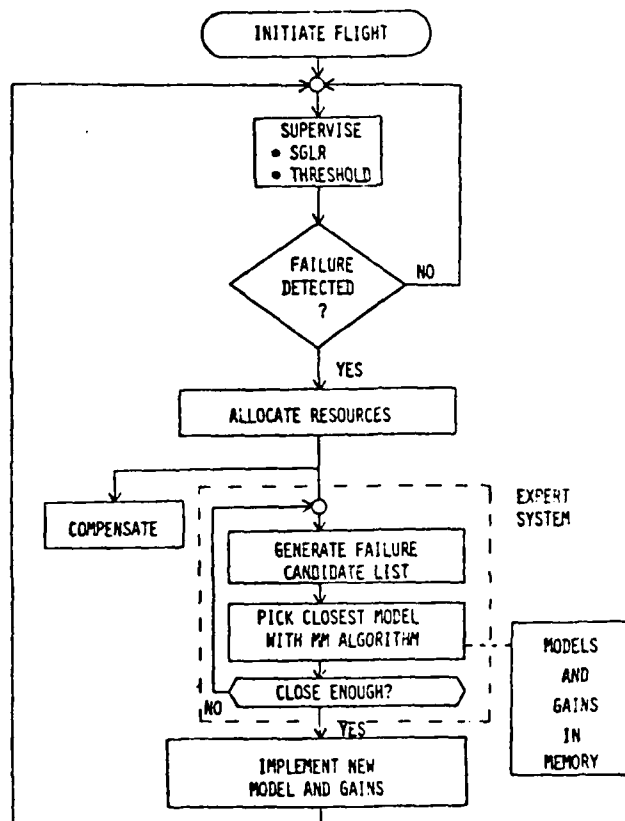 INITIATE FLIGHT
SUPERVISE
• SGLR
• THRESHOLD
FAILURE
DETECTED
?
NO
YES
ALLOCATE RESOURCES
COMPENSATE
EXPERT
SYSTEM
GENERATE FAILURE
CANDIDATE LIST
PICK CLOSEST MODEL
WITH MM ALGORITHM
CLOSE ENOUGH?
NO
YES
MODELS
AND
GAINS
IN
MEMORY
IMPLEMENT NEW
MODEL AND GAINS